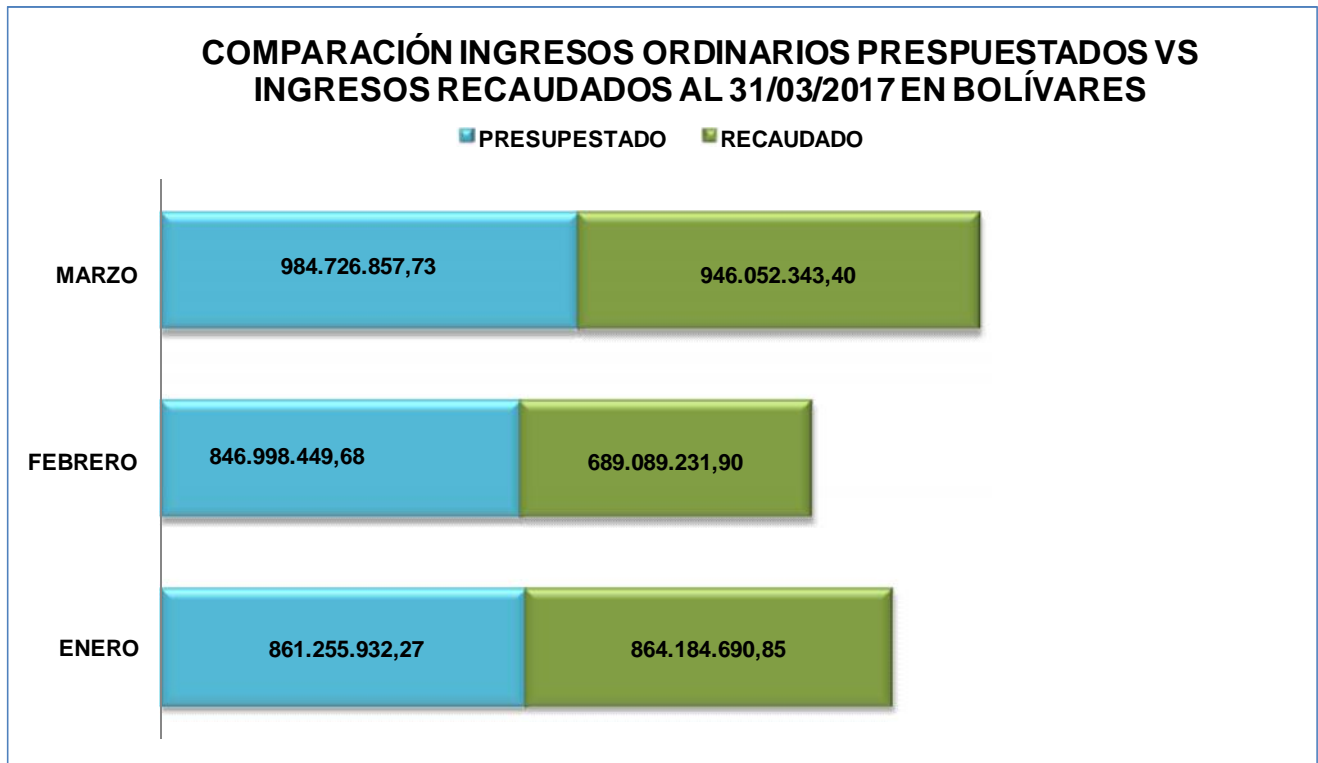 COMPARACIÓN INGRESOS ORDINARIOS PRESPUESTADOS VS
INGRESOS RECAUDADOS AL 31/03/2017 EN BOLÍVARES
PRESUPESTADO RECAUDADO
MARZO 984.726.857,73 946.052.343,40
FEBRERO 846.998.449,68 689.089.231,90
ENERO 861.255.932,27 864.184.690,85